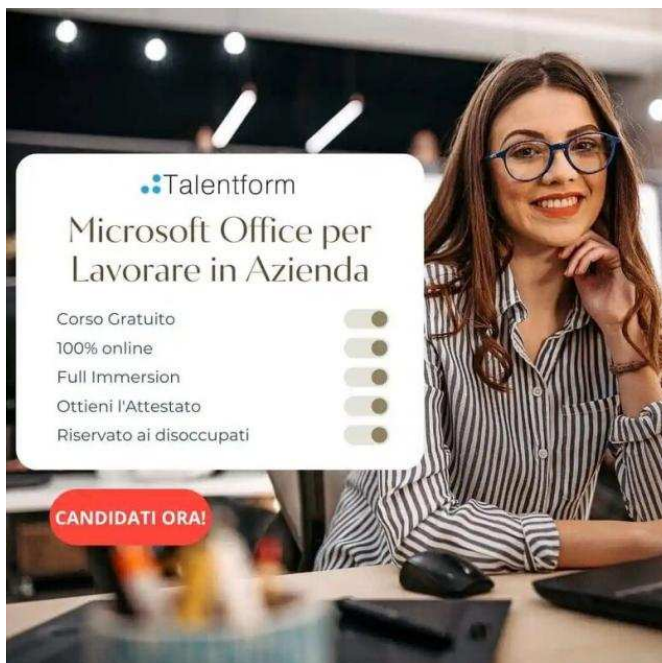 Talentform
Microsoft Office per
Lavorare in Azienda
Corso Gratuito
100% online
Full Immersion
Ottieni l'Attestato
Riservato ai disoccupati
CANDIDATI ORA!